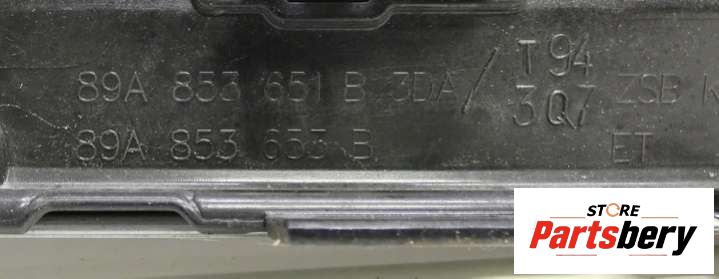 89A 853 651 B 3DA / T94 ZSB K
3Q7
89A 853 653 B ET
STORE
Partsbery